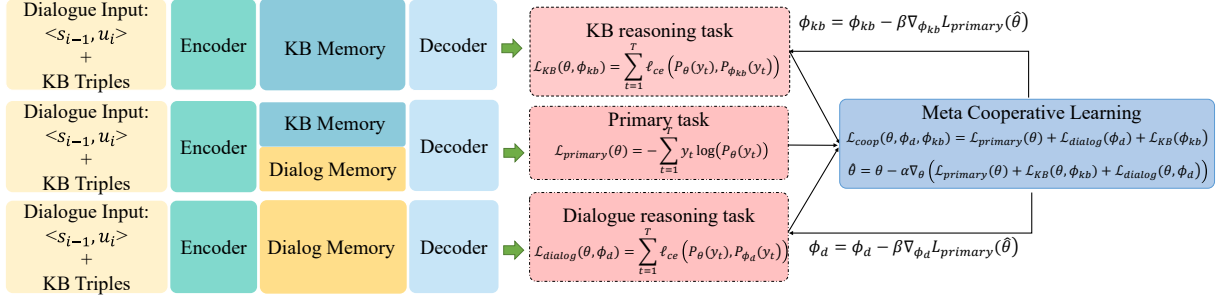 Dialogue Input:
<s_{i−1}, u_i>
+
KB Triples
Encoder
KB Memory
Decoder
KB reasoning task
ℒ_{KB}(θ, ϕ_{kb}) = ∑_{t=1}^{T} ℓ_{ce} (P_θ(y_t), P_{ϕ_{kb}}(y_t))
ϕ_{kb} = ϕ_{kb} − β∇_{ϕ_{kb}} L_{primary}(θ̂)
Dialogue Input:
<s_{i−1}, u_i>
+
KB Triples
Encoder
KB Memory
Dialog Memory
Decoder
Primary task
ℒ_{primary}(θ) = − ∑_{t=1}^{T} y_t log(P_θ(y_t))
Meta Cooperative Learning
ℒ_{coop}(θ, ϕ_d, ϕ_{kb}) = ℒ_{primary}(θ) + ℒ_{dialog}(ϕ_d) + ℒ_{KB}(ϕ_{kb})
θ̂ = θ − α∇_θ (ℒ_{primary}(θ) + ℒ_{KB}(θ, ϕ_{kb}) + ℒ_{dialog}(θ, ϕ_d))
Dialogue Input:
<s_{i−1}, u_i>
+
KB Triples
Encoder
Dialog Memory
Decoder
Dialogue reasoning task
ℒ_{dialog}(θ, ϕ_d) = ∑_{t=1}^{T} ℓ_{ce} (P_θ(y_t), P_{ϕ_d}(y_t))
ϕ_d = ϕ_d − β∇_{ϕ_d} L_{primary}(θ̂)